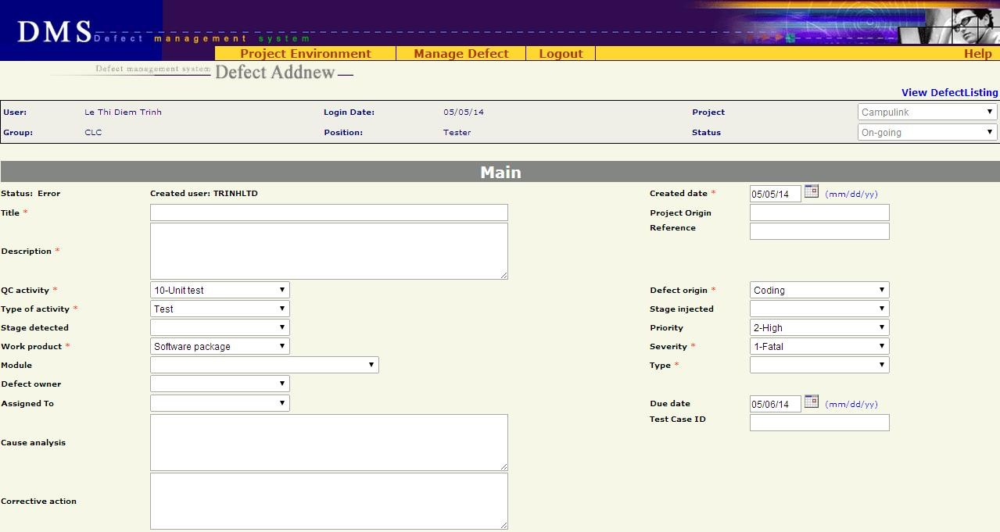 DMS Defect management system
Project Environment Manage Defect Logout Help
Defect management system Defect Addnew
View DefectListing
User: Le Thi Diem Trinh Login Date: 05/05/14 Project Campulink
Group: CLC Position: Tester Status On-going
Main
Status: Error Created user: TRINHLTD Created date * 05/05/14 (mm/dd/yy)
Title * Project Origin
Reference
Description *
QC activity * 10-Unit test Defect origin * Coding
Type of activity * Test Stage injected
Stage detected Priority 2-High
Work product * Software package Severity * 1-Fatal
Module Type *
Defect owner
Assigned To Due date 05/06/14 (mm/dd/yy)
Test Case ID
Cause analysis
Corrective action